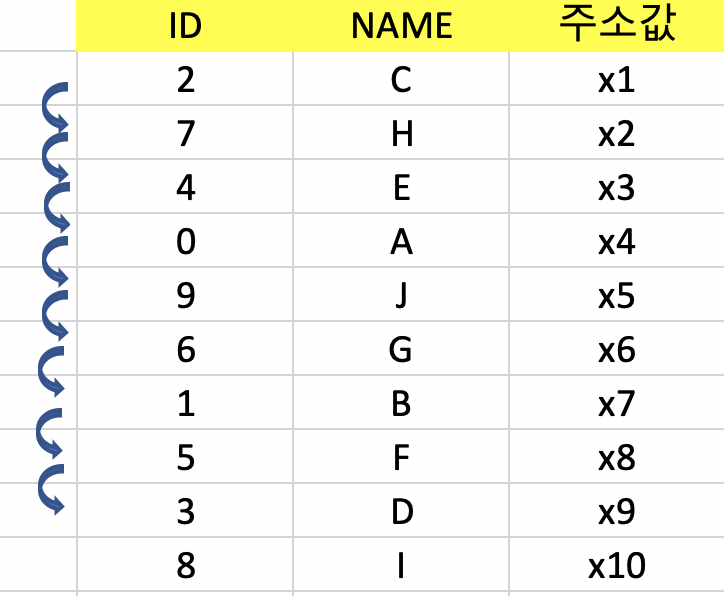 ID NAME 주소값
2 C x1
7 H x2
4 E x3
0 A x4
9 J x5
6 G x6
1 B x7
5 F x8
3 D x9
8 I x10